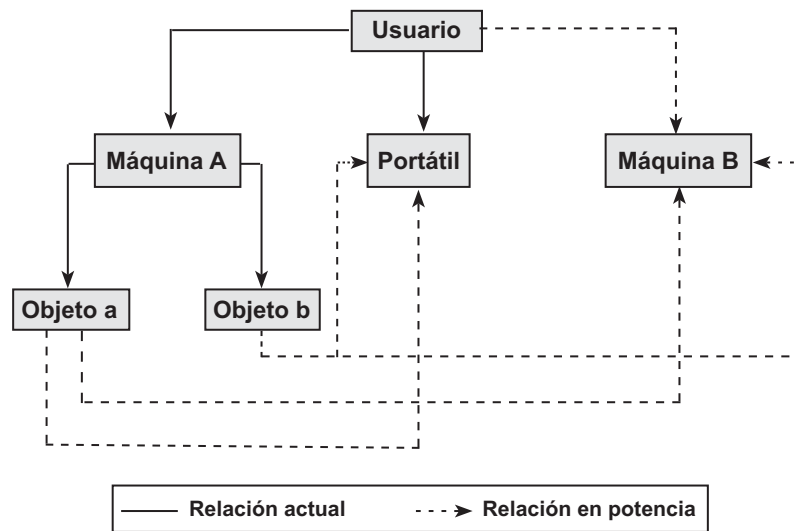 Usuario
Máquina A
Portátil
Máquina B
Objeto a
Objeto b
Relación actual
Relación en potencia